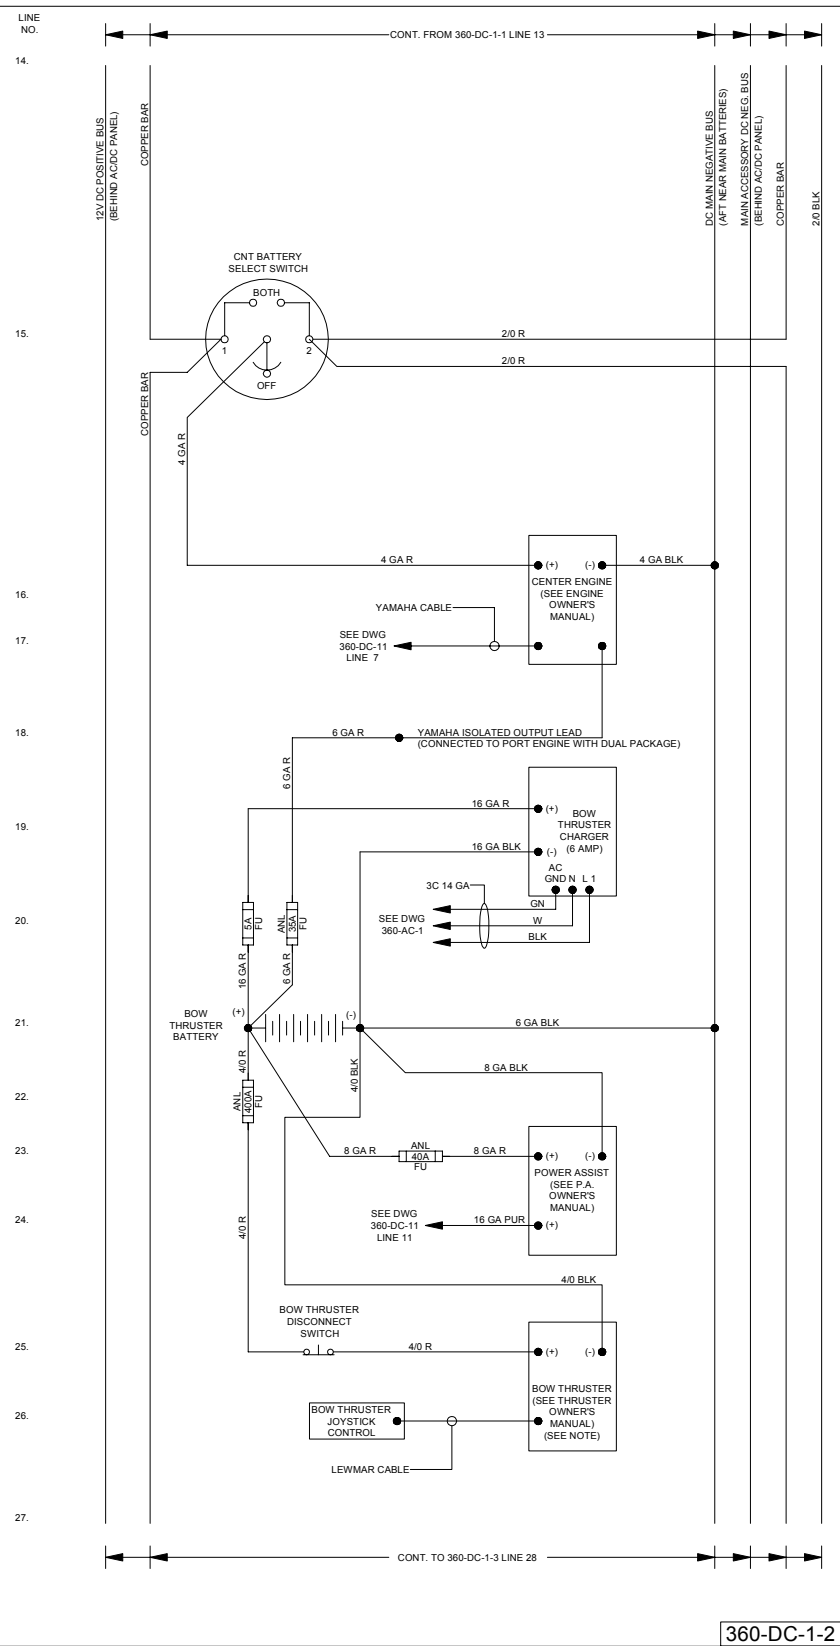 LINE
NO.
CONT. FROM 360-DC-1-1 LINE 13
14.
12V DC POSITIVE BUS
(BEHIND AC/DC PANEL)
COPPER BAR
DC MAIN NEGATIVE BUS
(AFT NEAR MAIN BATTERIES)
MAIN ACCESSORY DC NEG. BUS
(BEHIND AC/DC PANEL)
COPPER BAR
2/0 BLK
CNT BATTERY
SELECT SWITCH
BOTH
15.
1
2
OFF
2/0 R
2/0 R
COPPER BAR
4 GA R
4 GA R
(+)
(-)
4 GA BLK
CENTER ENGINE
(SEE ENGINE
OWNER'S
MANUAL)
16.
YAMAHA CABLE
17.
SEE DWG
360-DC-11
LINE 7
18.
6 GA R
YAMAHA ISOLATED OUTPUT LEAD
(CONNECTED TO PORT ENGINE WITH DUAL PACKAGE)
6 GA R
16 GA R
(+)
BOW
THRUSTER
CHARGER
(6 AMP)
19.
16 GA BLK
(-)
AC
GND N L 1
3C 14 GA
GN
W
BLK
20.
SEE DWG
360-AC-1
5A
FU
ANL
35A
FU
16 GA R
6 GA R
21.
BOW
THRUSTER
BATTERY
(+)
(-)
6 GA BLK
4/0 R
4/0 BLK
8 GA BLK
22.
ANL
400A
FU
23.
8 GA R
ANL
40A
FU
8 GA R
(+)
(-)
POWER ASSIST
(SEE P.A.
OWNER'S
MANUAL)
24.
SEE DWG
360-DC-11
LINE 11
16 GA PUR
(+)
4/0 R
4/0 BLK
BOW THRUSTER
DISCONNECT
SWITCH
25.
4/0 R
(+)
(-)
BOW THRUSTER
(SEE THRUSTER
OWNER'S
MANUAL)
(SEE NOTE)
26.
BOW THRUSTER
JOYSTICK
CONTROL
LEWMAR CABLE
27.
CONT. TO 360-DC-1-3 LINE 28
360-DC-1-2